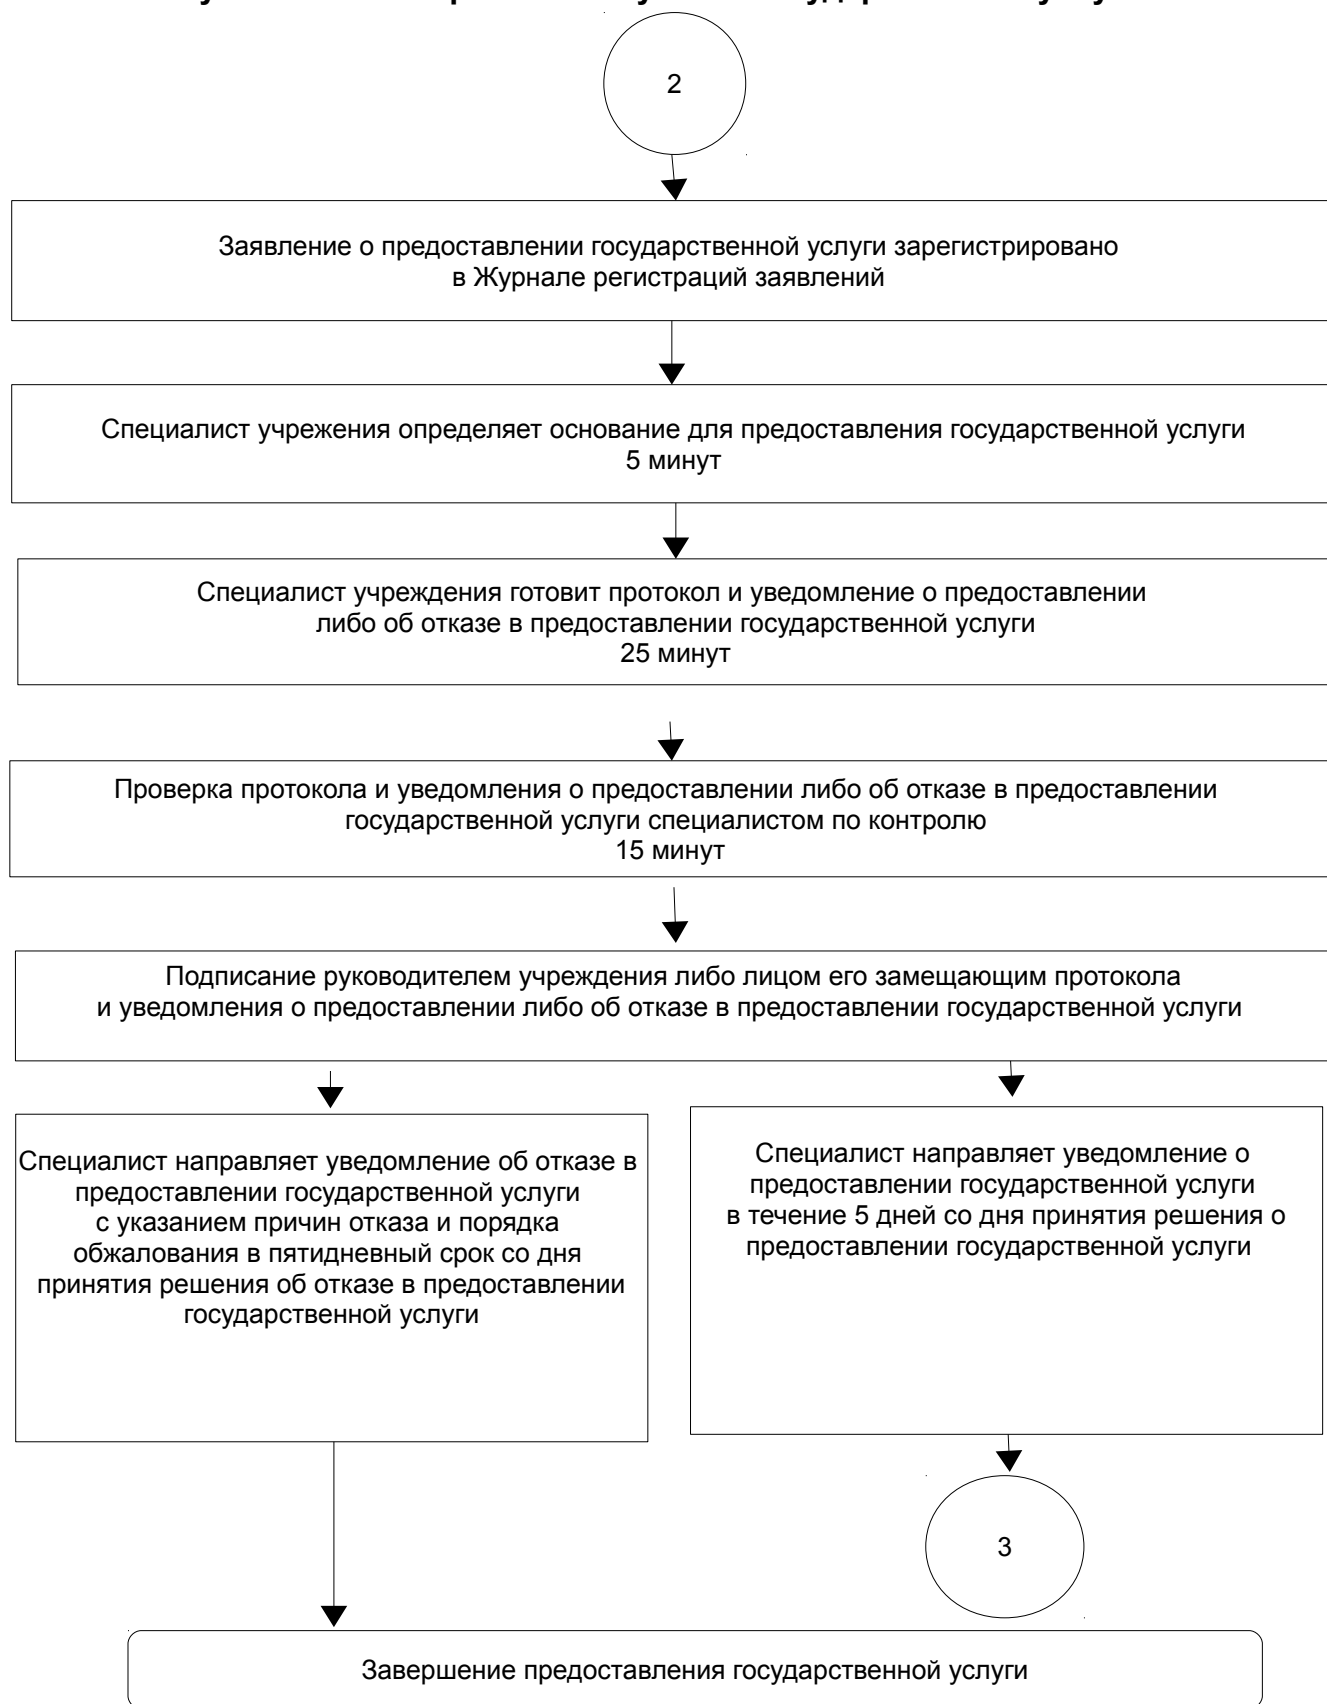 2
Заявление о предоставлении государственной услуги зарегистрировано
в Журнале регистраций заявлений
Специалист учрежения определяет основание для предоставления государственной услуги
5 минут
Специалист учреждения готовит протокол и уведомление о предоставлении
либо об отказе в предоставлении государственной услуги
25 минут
Проверка протокола и уведомления о предоставлении либо об отказе в предоставлении
государственной услуги специалистом по контролю
15 минут
Подписание руководителем учреждения либо лицом его замещающим протокола
и уведомления о предоставлении либо об отказе в предоставлении государственной услуги
Специалист направляет уведомление об отказе в
предоставлении государственной услуги
с указанием причин отказа и порядка
обжалования в пятидневный срок со дня
принятия решения об отказе в предоставлении
государственной услуги
Специалист направляет уведомление о
предоставлении государственной услуги
в течение 5 дней со дня принятия решения о
предоставлении государственной услуги
3
Завершение предоставления государственной услуги